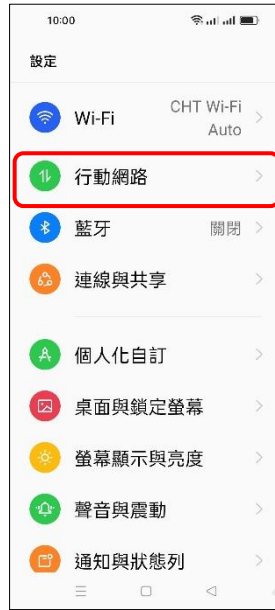 10:00
設定
Wi-Fi
CHT Wi-Fi
Auto
行動網路
藍牙
關閉
連線與共享
個人化自訂
桌面與鎖定螢幕
螢幕顯示與亮度
聲音與震動
通知與狀態列